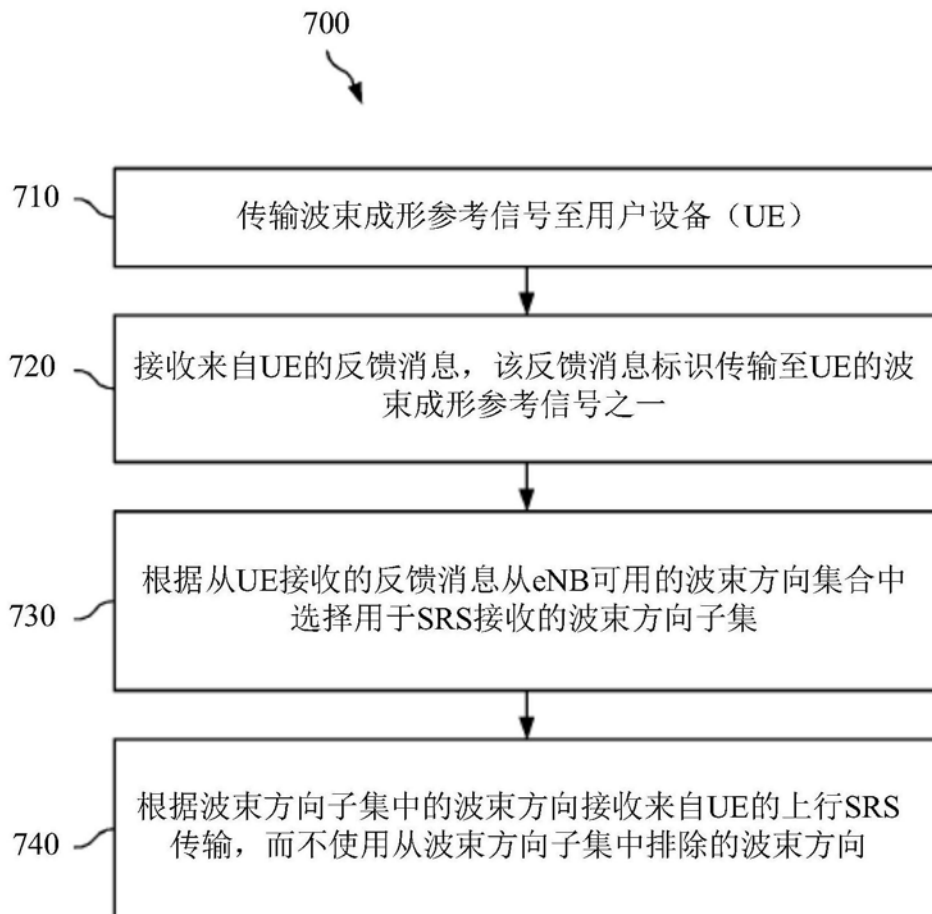 700
710
传输波束成形参考信号至用户设备（UE）
720
接收来自UE的反馈消息，该反馈消息标识传输至UE的波
束成形参考信号之一
730
根据从UE接收的反馈消息从eNB可用的波束方向集合中
选择用于SRS接收的波束方向子集
740
根据波束方向子集中的波束方向接收来自UE的上行SRS
传输，而不使用从波束方向子集中排除的波束方向